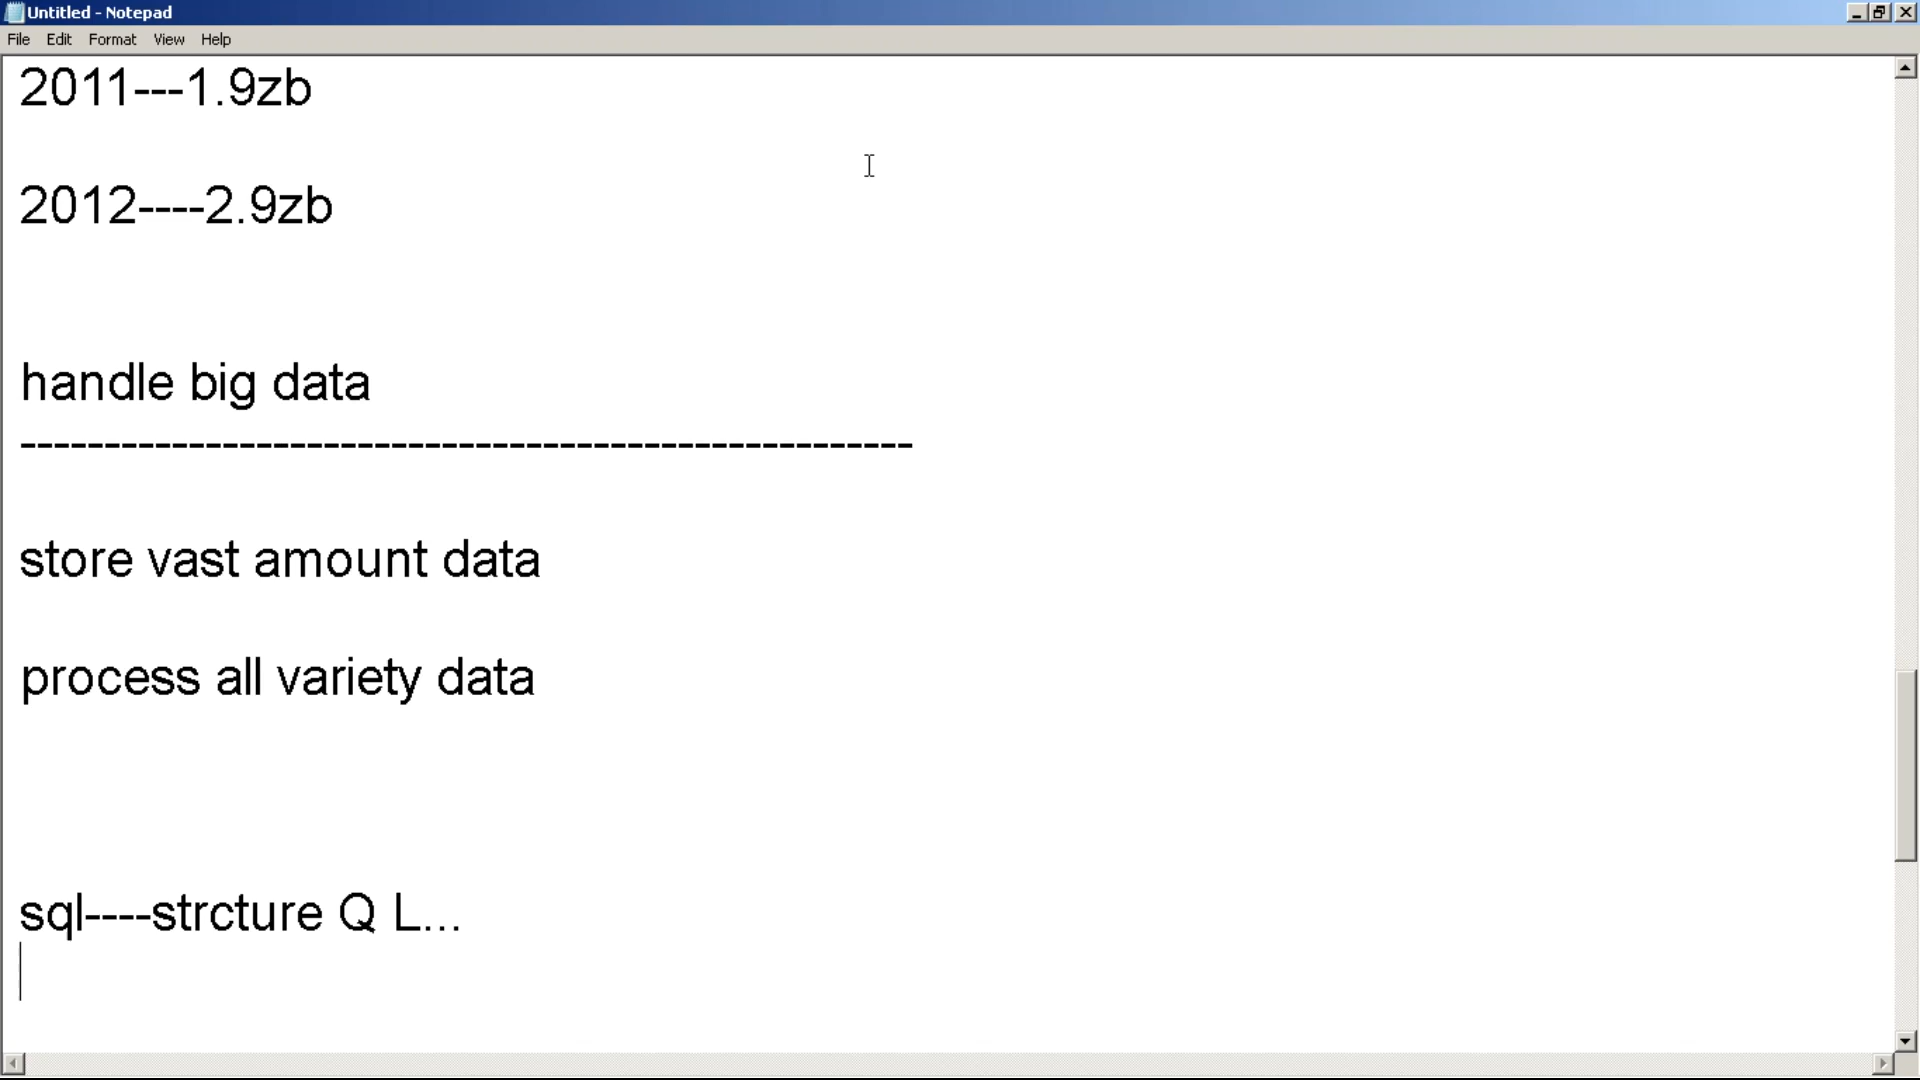 Untitled - Notepad
File Edit Format View Help
2011---1.9zb
2012----2.9zb
handle big data
------------------------------------------------------
store vast amount data
process all variety data
sql----strcture Q L...